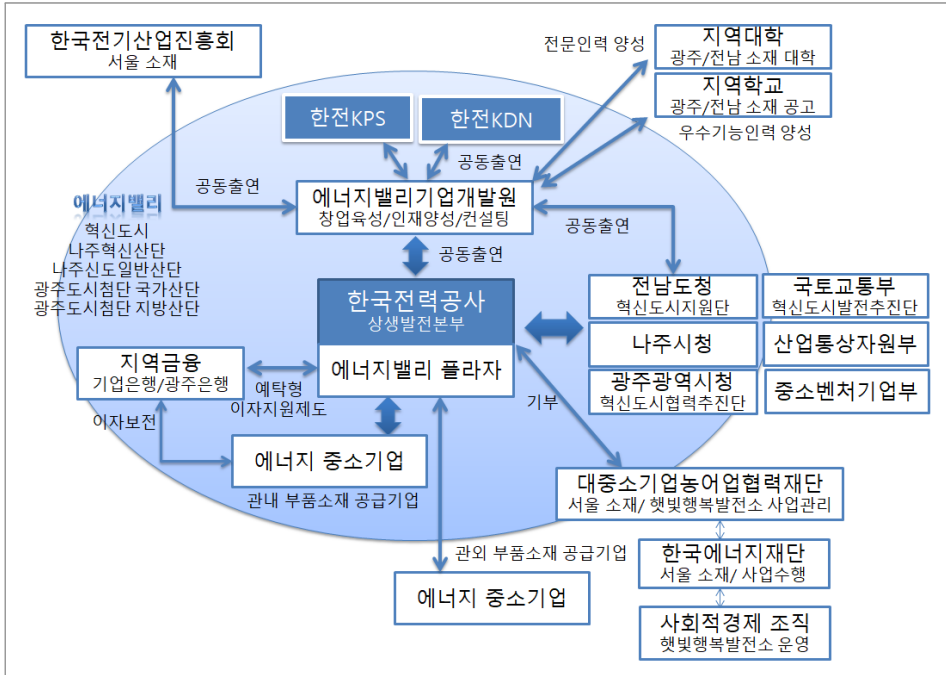 한국전기산업진흥회
서울 소재
전문인력 양성
지역대학
광주/전남 소재 대학
지역학교
광주/전남 소재 공고
우수기능인력 양성
한전KPS
한전KDN
공동출연
공동출연
에너지밸리기업개발원
창업육성/인재양성/컨설팅
공동출연
공동출연
에너지밸리
혁신도시
나주혁신산단
나주신도일반산단
광주도시첨단 국가산단
광주도시첨단 지방산단
한국전력공사
상생발전본부
에너지밸리 플라자
전남도청
혁신도시지원단
국토교통부
혁신도시발전추진단
나주시청
산업통상자원부
광주광역시청
혁신도시협력추진단
중소벤처기업부
지역금융
기업은행/광주은행
예탁형
이자지원제도
기부
이자보전
에너지 중소기업
관내 부품소재 공급기업
대중소기업농어업협력재단
서울 소재/ 햇빛행복발전소 사업관리
관외 부품소재 공급기업
한국에너지재단
서울 소재/ 사업수행
에너지 중소기업
사회적경제 조직
햇빛행복발전소 운영